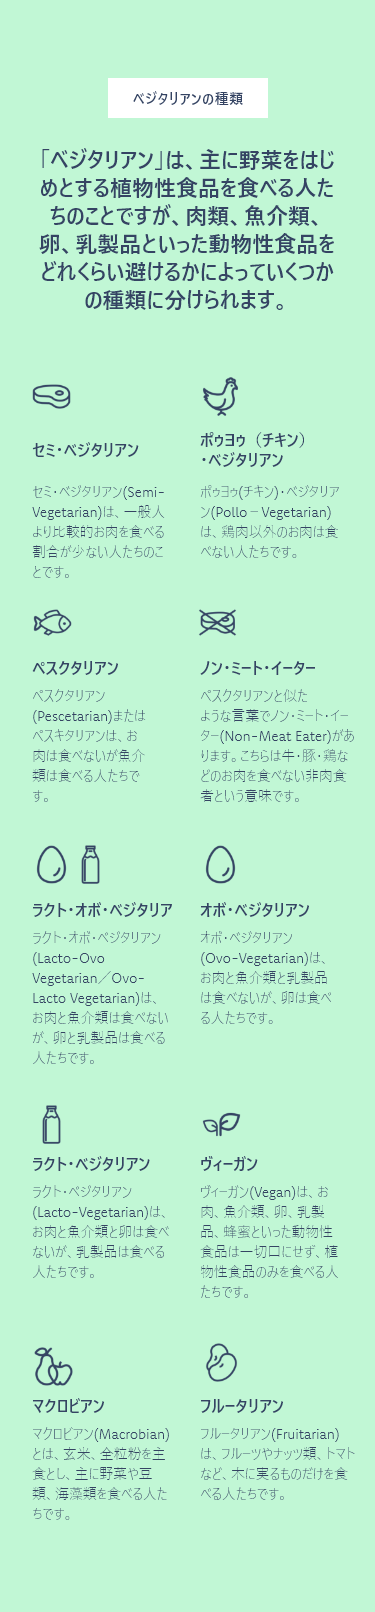 ベジタリアンの種類
「ベジタリアン」は、主に野菜をはじ
めとする植物性食品を食べる人た
ちのことですが、肉類、魚介類、
卵、乳製品といった動物性食品を
どれくらい避けるかによっていくつか
の種類に分けられます。
セミ・ベジタリアン
セミ・ベジタリアン(Semi-
Vegetarian)は、一般人
より比較的お肉を食べる
割合が少ない人たちのこ
とです。
ポゥヨゥ（チキン）
・ベジタリアン
ポゥヨゥ(チキン)・ベジタリア
ン(Pollo–Vegetarian)
は、鶏肉以外のお肉は食
べない人たちです。
ペスクタリアン
ペスクタリアン
(Pescetarian)または
ペスキタリアンは、お
肉は食べないが魚介
類は食べる人たちで
す。
ノン・ミート・イーター
ペスクタリアンと似た
ような言葉でノン・ミート・イー
ター(Non-Meat Eater)があ
ります。こちらは牛・豚・鶏な
どのお肉を食べない非肉食
者という意味です。
ラクト・オボ・ベジタリア
ラクト・オボ・ベジタリアン
(Lacto-Ovo
Vegetarian／Ovo-
Lacto Vegetarian)は、
お肉と魚介類は食べない
が、卵と乳製品は食べる
人たちです。
オボ・ベジタリアン
オボ・ベジタリアン
(Ovo-Vegetarian)は、
お肉と魚介類と乳製品
は食べないが、卵は食べ
る人たちです。
ラクト・ベジタリアン
ラクト・ベジタリアン
(Lacto-Vegetarian)は、
お肉と魚介類と卵は食べ
ないが、乳製品は食べる
人たちです。
ヴィーガン
ヴィーガン(Vegan)は、お
肉、魚介類、卵、乳製
品、蜂蜜といった動物性
食品は一切口にせず、植
物性食品のみを食べる人
たちです。
マクロビアン
マクロビアン(Macrobian)
とは、玄米、全粒粉を主
食とし、主に野菜や豆
類、海藻類を食べる人た
ちです。
フルータリアン
フルータリアン(Fruitarian)
は、フルーツやナッツ類、トマト
など、木に実るものだけを食
べる人たちです。